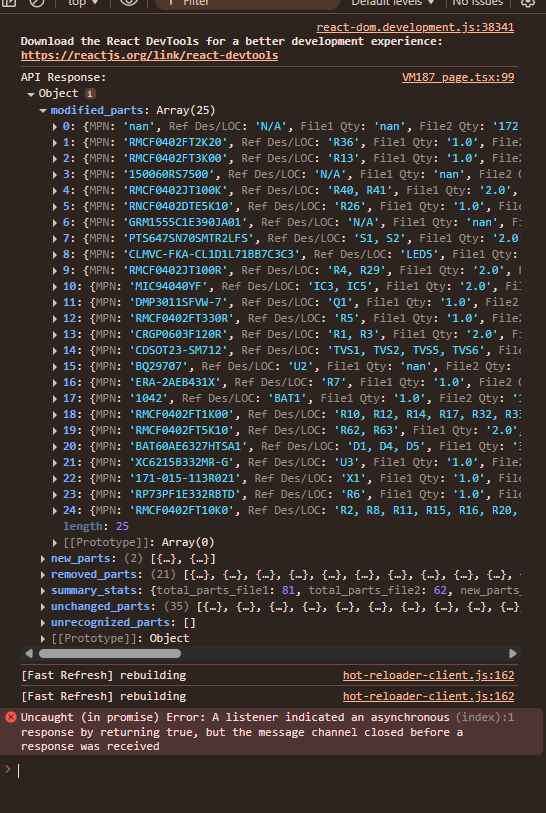 top
Filter
Default levels
No Issues
react-dom.development.js:38341
Download the React DevTools for a better development experience:
https://reactjs.org/link/react-devtools
API Response: VM187 page.tsx:99
Object i
modified_parts: Array(25)
0: {MPN: 'nan', Ref Des/LOC: 'N/A', File1 Qty: 'nan', File2 Qty: '172
1: {MPN: 'RMCF0402FT2K20', Ref Des/LOC: 'R36', File1 Qty: '1.0', File2
2: {MPN: 'RMCF0402FT3K00', Ref Des/LOC: 'R13', File1 Qty: '1.0', File2
3: {MPN: '150060RS7500', Ref Des/LOC: 'N/A', File1 Qty: 'nan', File2 Q
4: {MPN: 'RMCF0402JT100K', Ref Des/LOC: 'R40, R41', File1 Qty: '2.0',
5: {MPN: 'RNCF0402DTE5K10', Ref Des/LOC: 'R26', File1 Qty: '1.0', File
6: {MPN: 'GRM1555C1E390JA01', Ref Des/LOC: 'N/A', File1 Qty: 'nan', Fi
7: {MPN: 'PTS647SN70SMTR2LFS', Ref Des/LOC: 'S1, S2', File1 Qty: '2.0
8: {MPN: 'CLMVC-FKA-CL1D1L71BB7C3C3', Ref Des/LOC: 'LED5', File1 Qty:
9: {MPN: 'RMCF0402JT100R', Ref Des/LOC: 'R4, R29', File1 Qty: '2.0', F
10: {MPN: 'MIC94040YF', Ref Des/LOC: 'IC3, IC5', File1 Qty: '2.0', Fil
11: {MPN: 'DMP3011SFVW-7', Ref Des/LOC: 'Q1', File1 Qty: '1.0', File2
12: {MPN: 'RMCF0402FT330R', Ref Des/LOC: 'R5', File1 Qty: '1.0', File2
13: {MPN: 'CRGP0603F120R', Ref Des/LOC: 'R1, R3', File1 Qty: '2.0', Fi
14: {MPN: 'CDSOT23-SM712', Ref Des/LOC: 'TVS1, TVS2, TVS5, TVS6', File
15: {MPN: 'BQ29707', Ref Des/LOC: 'U2', File1 Qty: 'nan', File2 Qty:
16: {MPN: 'ERA-2AEB431X', Ref Des/LOC: 'R7', File1 Qty: '1.0', File2 Q
17: {MPN: '1042', Ref Des/LOC: 'BAT1', File1 Qty: '1.0', File2 Qty: '1
18: {MPN: 'RMCF0402FT1K00', Ref Des/LOC: 'R10, R12, R14, R17, R32, R33
19: {MPN: 'RMCF0402FT5K10', Ref Des/LOC: 'R62, R63', File1 Qty: '2.0',
20: {MPN: 'BAT60AE6327HTSA1', Ref Des/LOC: 'D1, D4, D5', File1 Qty: '3
21: {MPN: 'XC6215B332MR-G', Ref Des/LOC: 'U3', File1 Qty: '1.0', File2
22: {MPN: '171-015-113R021', Ref Des/LOC: 'X1', File1 Qty: '1.0', File
23: {MPN: 'RP73PF1E332RBTD', Ref Des/LOC: 'R6', File1 Qty: '1.0', File
24: {MPN: 'RMCF0402FT10K0', Ref Des/LOC: 'R2, R8, R11, R15, R16, R20,
length: 25
[[Prototype]]: Array(0)
new_parts: (2) [{…}, {…}]
removed_parts: (21) [{…}, {…}, {…}, {…}, {…}, {…}, {…}, {…}, {…},
summary_stats: {total_parts_file1: 81, total_parts_file2: 62, new_parts
unchanged_parts: (35) [{…}, {…}, {…}, {…}, {…}, {…}, {…}, {…}, {…},
unrecognized_parts: []
[[Prototype]]: Object
[Fast Refresh] rebuilding hot-reloader-client.js:162
[Fast Refresh] rebuilding hot-reloader-client.js:162
Uncaught (in promise) Error: A listener indicated an asynchronous (index):1
response by returning true, but the message channel closed before a
response was received